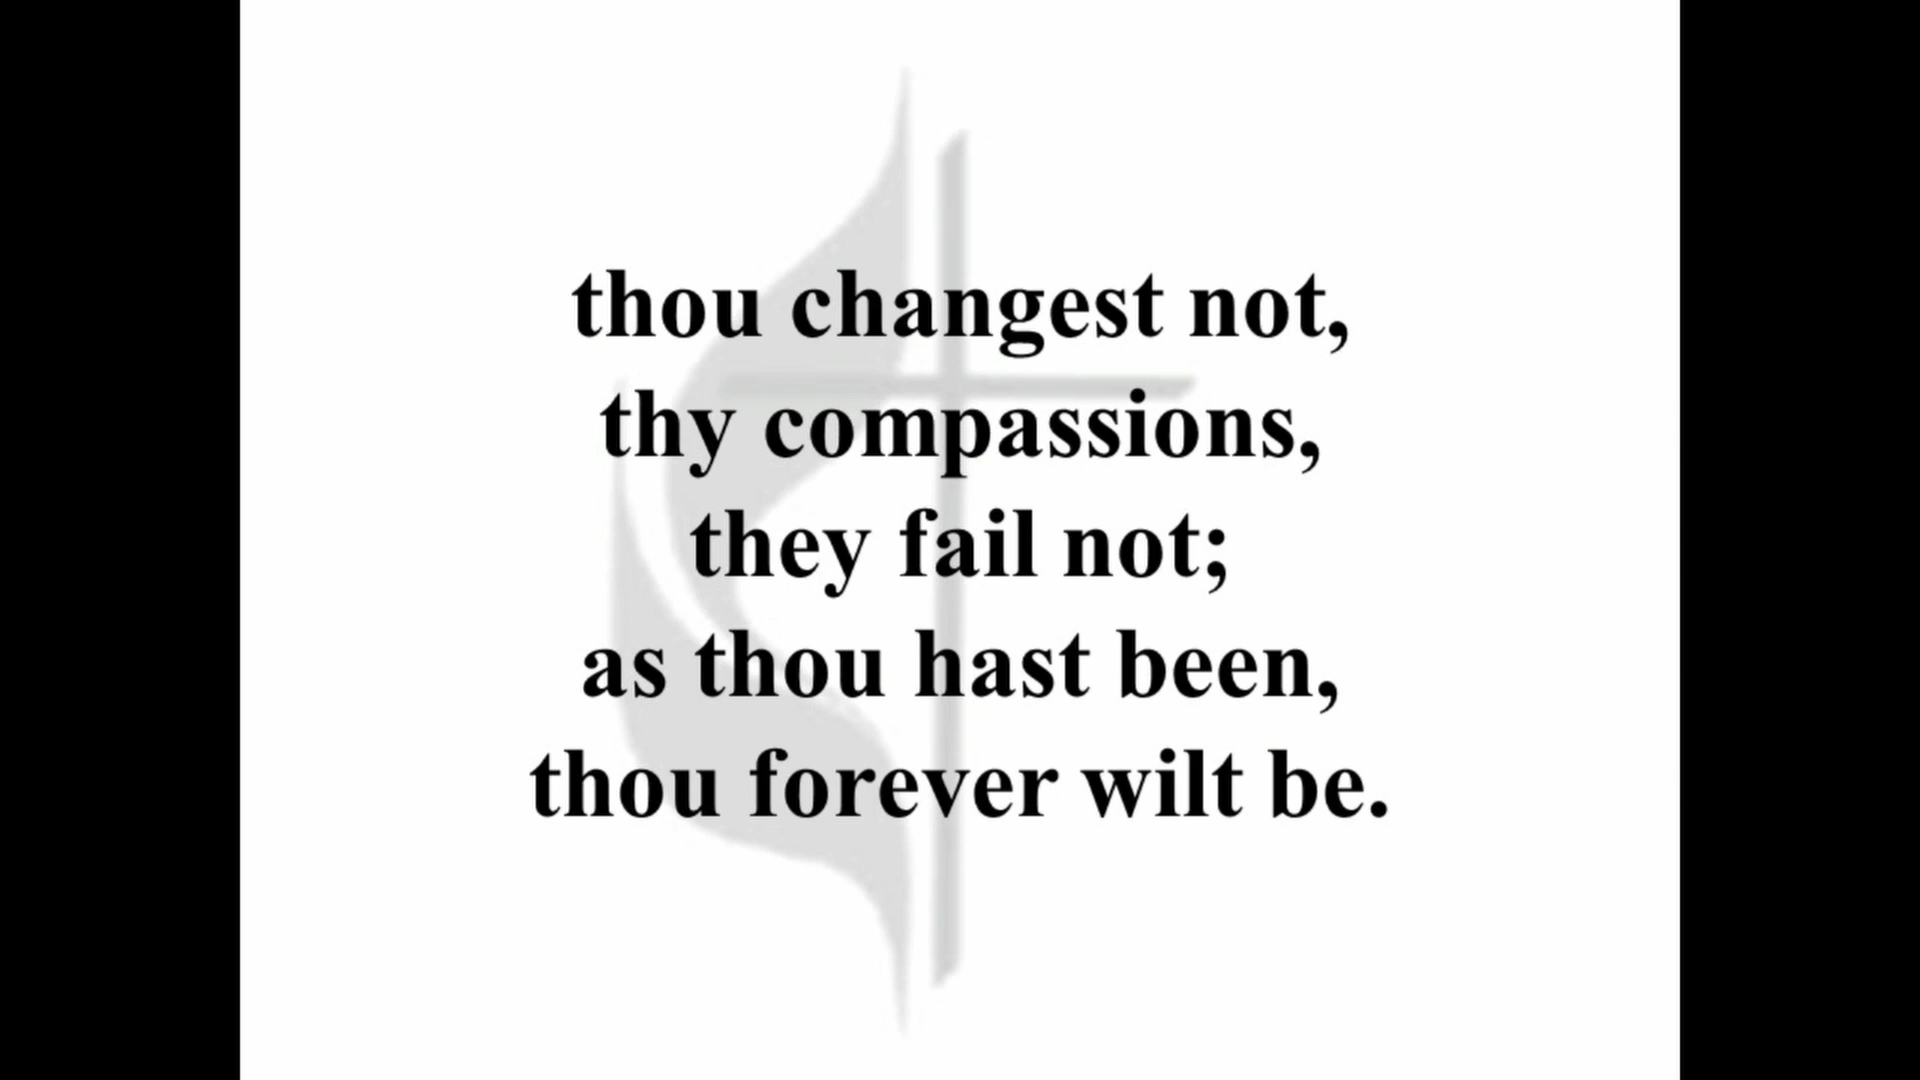 thou changest not,
thy compassions,
they fail not;
as thou hast been,
thou forever wilt be.